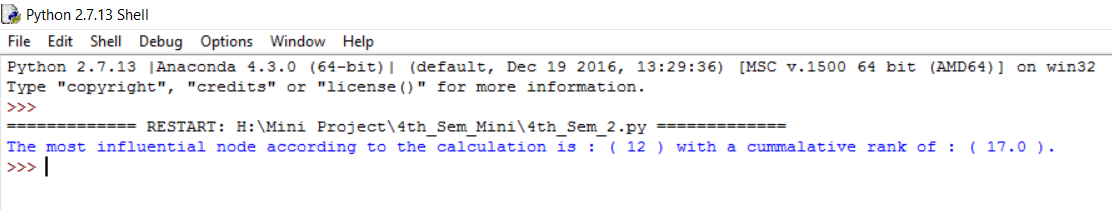 Python 2.7.13 Shell
File Edit Shell Debug Options Window Help
Python 2.7.13 |Anaconda 4.3.0 (64-bit)| (default, Dec 19 2016, 13:29:36) [MSC v.1500 64 bit (AMD64)] on win32
Type "copyright", "credits" or "license()" for more information.
>>>
============= RESTART: H:\Mini Project\4th_Sem_Mini\4th_Sem_2.py =============
The most influential node according to the calculation is : ( 12 ) with a cummalative rank of : ( 17.0 ).
>>>